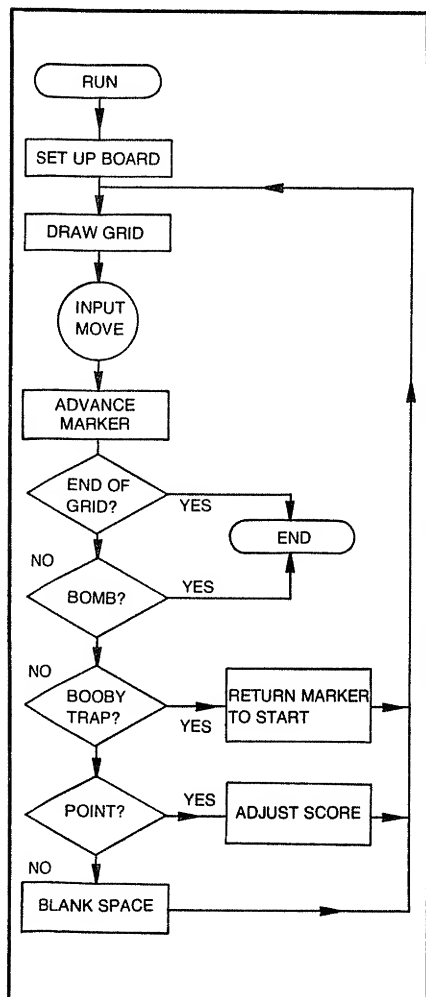 RUN
SET UP BOARD
DRAW GRID
INPUT
MOVE
ADVANCE
MARKER
END OF
GRID?
YES
END
NO
BOMB?
YES
NO
BOOBY
TRAP?
YES
RETURN MARKER
TO START
POINT?
YES
ADJUST SCORE
NO
BLANK SPACE